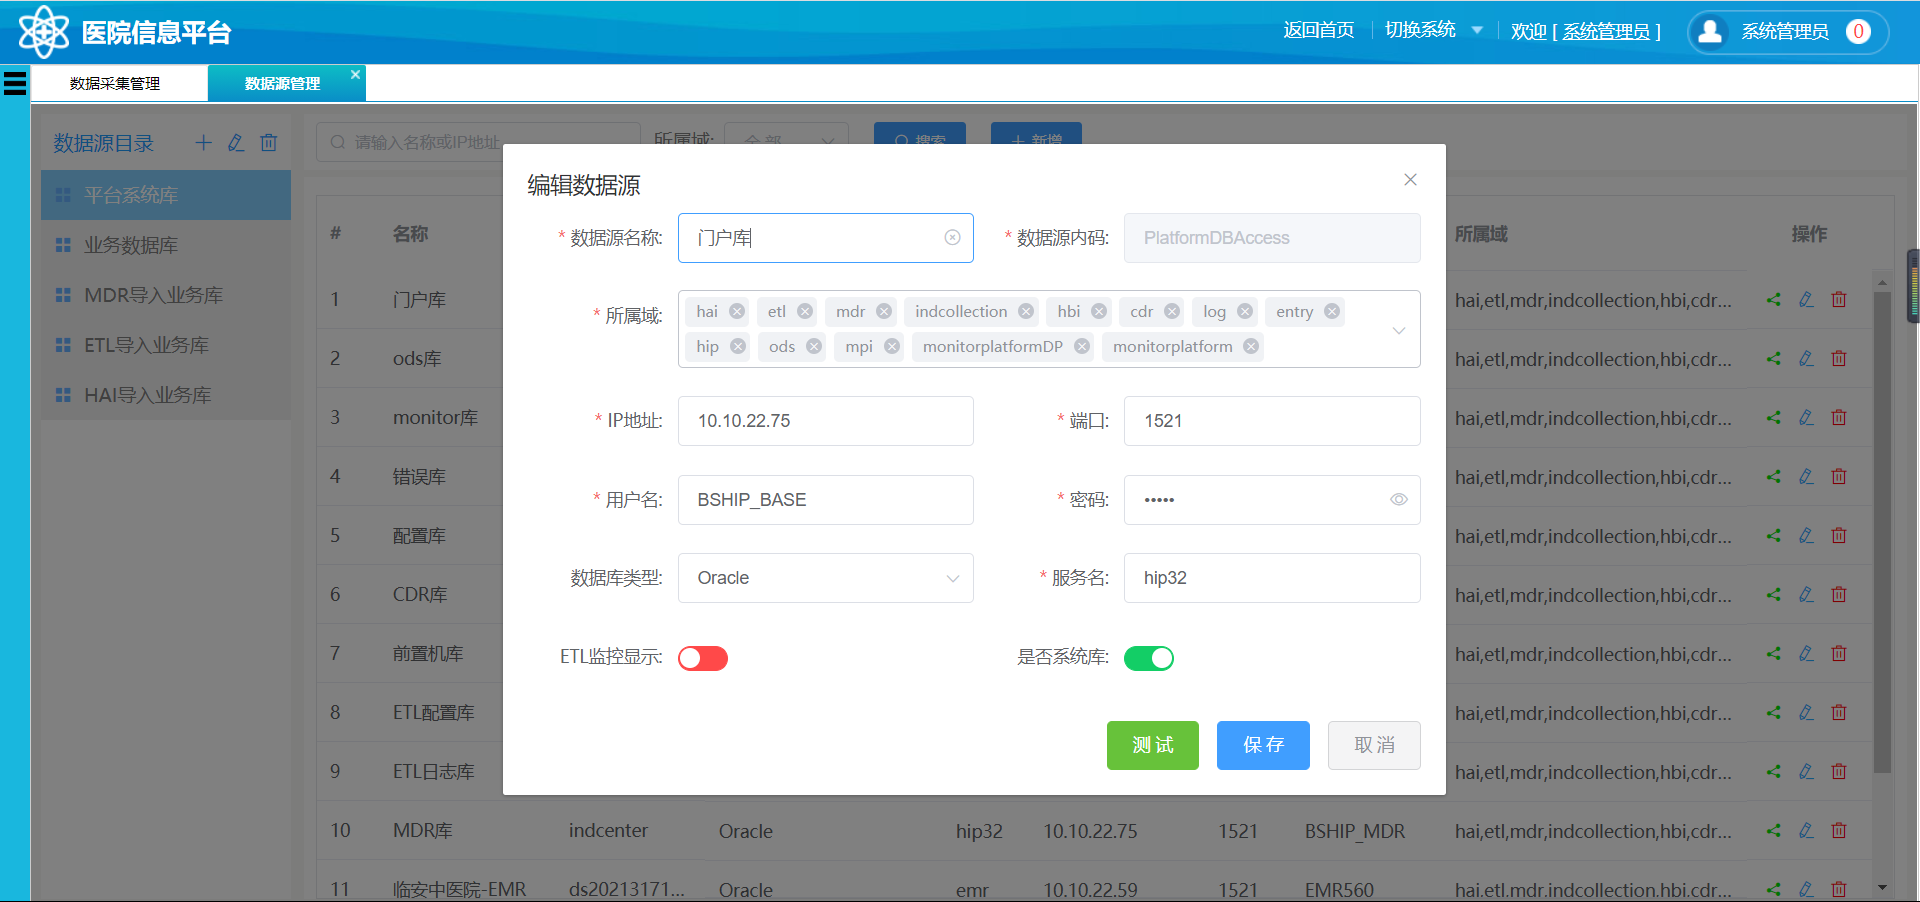 医院信息平台
返回首页 切换系统 欢迎 [ 系统管理员 ] 系统管理员 0
数据采集管理 数据源管理
数据源目录
平台系统库
业务数据库
MDR导入业务库
ETL导入业务库
HAI导入业务库
请输入名称或IP地址 所属域: 全部 搜索 新增
# 名称 所属域 操作
1 门户库 hai,etl,mdr,indcollection,hbi,cdr...
2 ods库 hai,etl,mdr,indcollection,hbi,cdr...
3 monitor库 hai,etl,mdr,indcollection,hbi,cdr...
4 错误库 hai,etl,mdr,indcollection,hbi,cdr...
5 配置库 hai,etl,mdr,indcollection,hbi,cdr...
6 CDR库 hai,etl,mdr,indcollection,hbi,cdr...
7 前置机库 hai,etl,mdr,indcollection,hbi,cdr...
8 ETL配置库 hai,etl,mdr,indcollection,hbi,cdr...
9 ETL日志库 hai,etl,mdr,indcollection,hbi,cdr...
10 MDR库 indcenter Oracle hip32 10.10.22.75 1521 BSHIP_MDR hai,etl,mdr,indcollection,hbi,cdr...
11 临安中医院-EMR ds20213171... Oracle emr 10.10.22.59 1521 EMR560 hai,etl,mdr,indcollection,hbi,cdr...
编辑数据源
* 数据源名称: 门户库 * 数据源内码: PlatformDBAccess
* 所属域: hai etl mdr indcollection hbi cdr log entry
hip ods mpi monitorplatformDP monitorplatform
* IP地址: 10.10.22.75 * 端口: 1521
* 用户名: BSHIP_BASE * 密码: •••••
数据库类型: Oracle * 服务名: hip32
ETL监控显示: 是否系统库:
测试 保存 取消